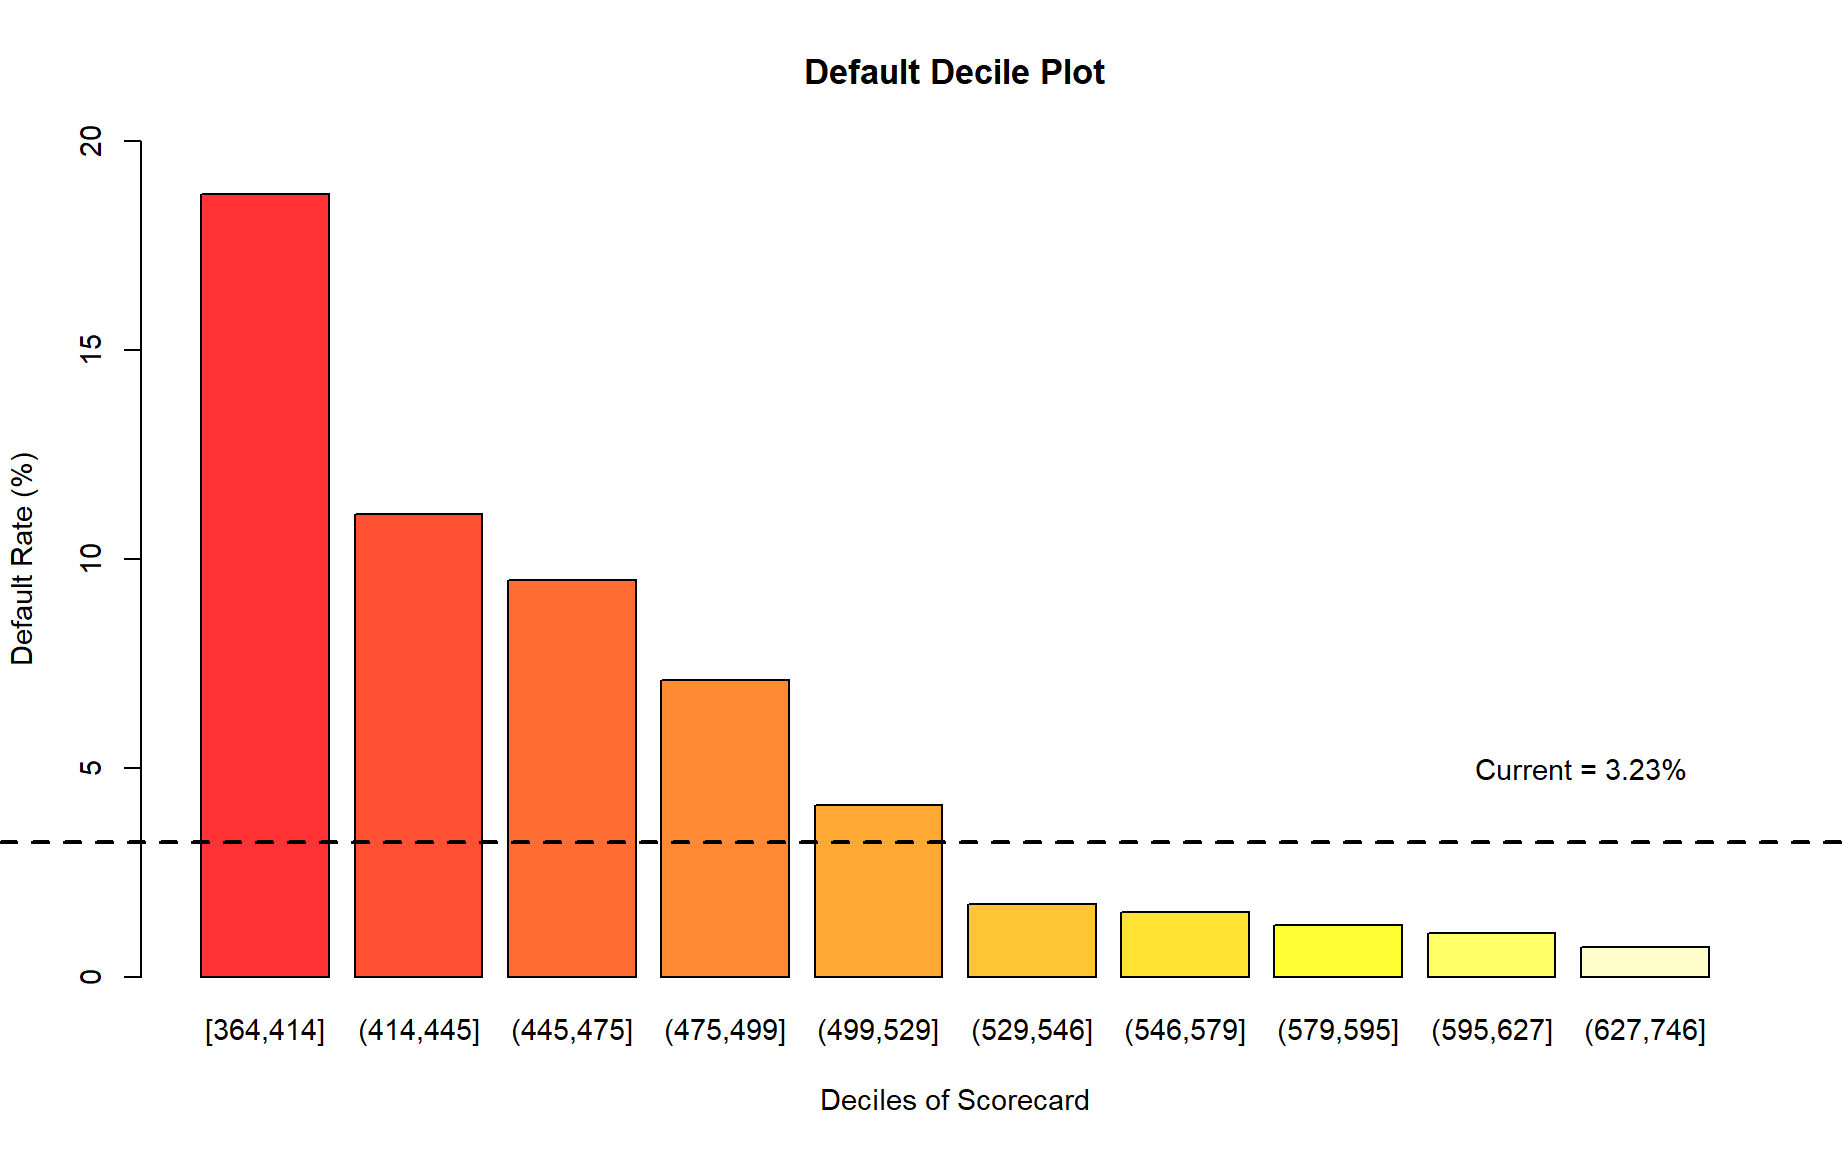 Default Decile Plot
Default Rate (%)
20
15
10
5
0
Current = 3.23%
[364,414] (414,445] (445,475] (475,499] (499,529] (529,546] (546,579] (579,595] (595,627] (627,746]
Deciles of Scorecard